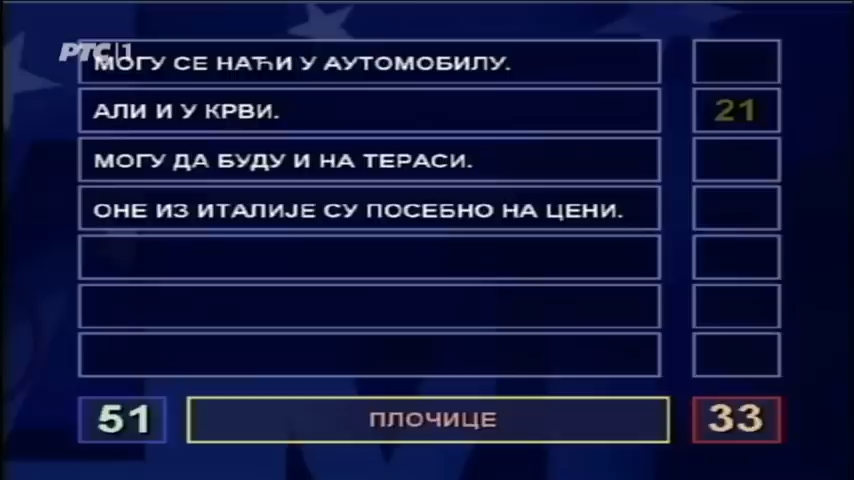 РТС|1
МОГУ СЕ НАЋИ У АУТОМОБИЛУ.
АЛИ И У КРВИ. 21
МОГУ ДА БУДУ И НА ТЕРАСИ.
ОНЕ ИЗ ИТАЛИЈЕ СУ ПОСЕБНО НА ЦЕНИ.
51 ПЛОЧИЦЕ 33